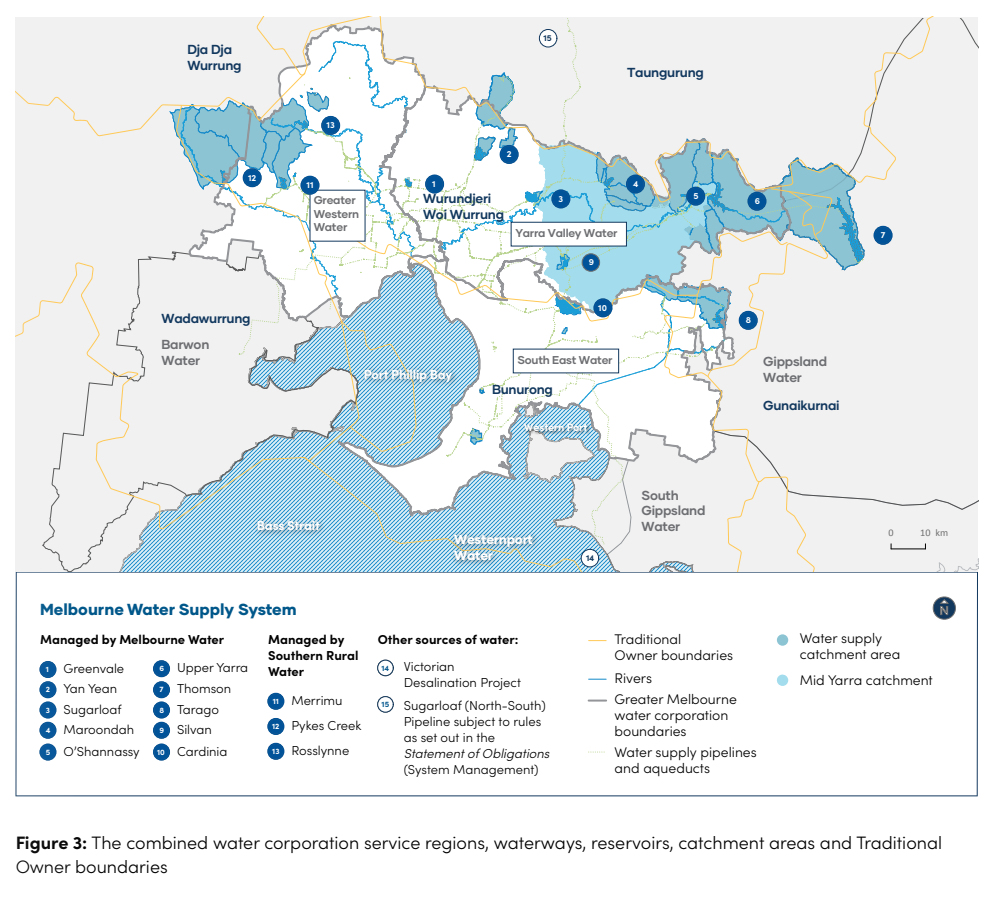 15
Dja Dja
Wurrung
Taungurung
13
2
12
11
1
3
4
5
6
7
Greater
Western
Water
Wurundjeri
Woi Wurrung
Yarra Valley Water
9
10
8
Wadawurrung
Barwon
Water
Port Phillip Bay
South East Water
Bunurong
Gippsland
Water
Gunaikurnai
Western Port
South
Gippsland
Water
Bass Strait
Westernport
Water
14
0 10 km
Melbourne Water Supply System
N
Managed by Melbourne Water
1 Greenvale
2 Yan Yean
3 Sugarloaf
4 Maroondah
5 O'Shannassy
6 Upper Yarra
7 Thomson
8 Tarago
9 Silvan
10 Cardinia
Managed by
Southern Rural
Water
11 Merrimu
12 Pykes Creek
13 Rosslynne
Other sources of water:
14 Victorian
Desalination Project
15 Sugarloaf (North-South)
Pipeline subject to rules
as set out in the
Statement of Obligations
(System Management)
Traditional
Owner boundaries
Rivers
Greater Melbourne
water corporation
boundaries
Water supply pipelines
and aqueducts
Water supply
catchment area
Mid Yarra catchment
Figure 3: The combined water corporation service regions, waterways, reservoirs, catchment areas and Traditional
Owner boundaries